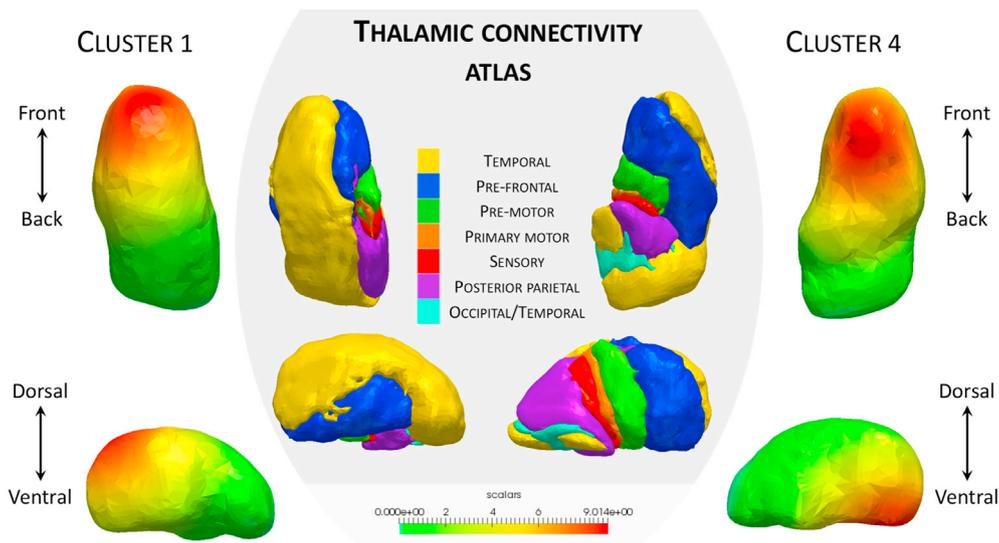 CLUSTER 1
THALAMIC CONNECTIVITY
ATLAS
CLUSTER 4
Front
Back
Front
Back
TEMPORAL
PRE-FRONTAL
PRE-MOTOR
PRIMARY MOTOR
SENSORY
POSTERIOR PARIETAL
OCCIPITAL/TEMPORAL
Dorsal
Ventral
Dorsal
Ventral
scalars
0.000e+00 2 4 6 9.014e+00